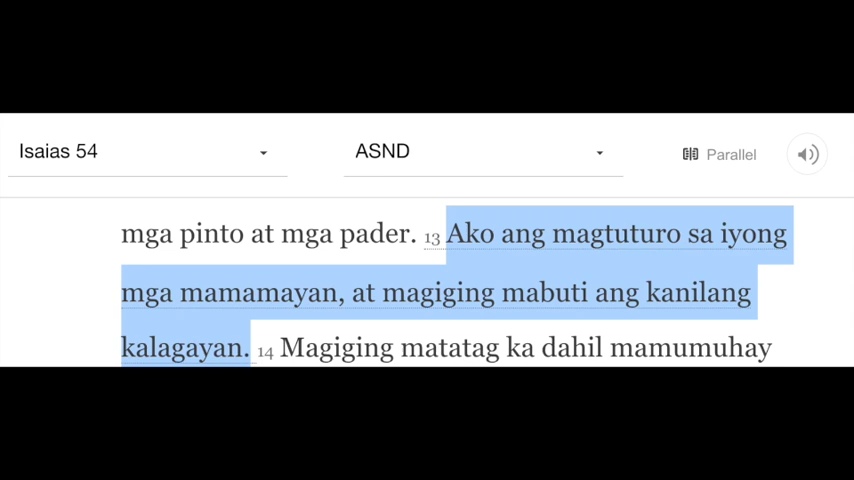 Isaias 54
ASND
Parallel
mga pinto at mga pader. 13 Ako ang magtuturo sa iyong
mga mamamayan, at magiging mabuti ang kanilang
kalagayan. 14 Magiging matatag ka dahil mamumuhay